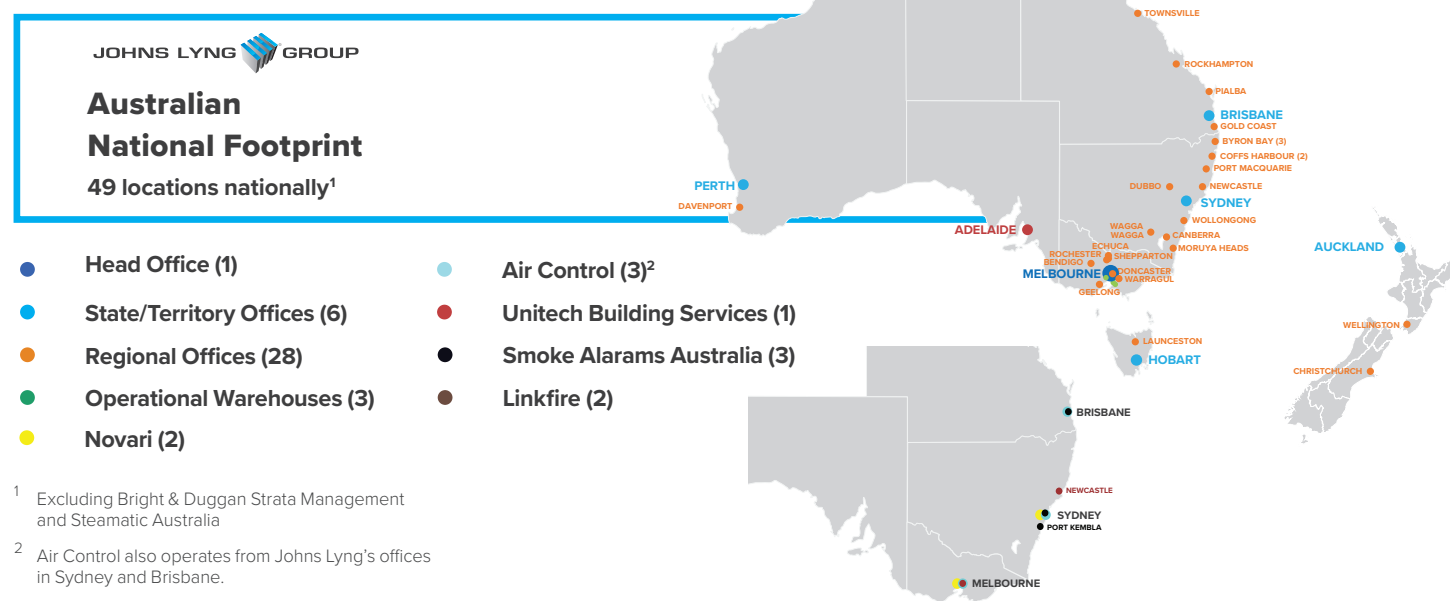 JOHNS LYNG GROUP
Australian
National Footprint
49 locations nationally¹
Head Office (1)
State/Territory Offices (6)
Regional Offices (28)
Operational Warehouses (3)
Novari (2)
Air Control (3)²
Unitech Building Services (1)
Smoke Alarams Australia (3)
Linkfire (2)
1 Excluding Bright & Duggan Strata Management
and Steamatic Australia
2 Air Control also operates from Johns Lyng’s offices
in Sydney and Brisbane.
TOWNSVILLE
ROCKHAMPTON
PIALBA
BRISBANE
GOLD COAST
BYRON BAY (3)
COFFS HARBOUR (2)
PORT MACQUARIE
DUBBO
NEWCASTLE
SYDNEY
WOLLONGONG
WAGGA
WAGGA
CANBERRA
MORUYA HEADS
PERTH
DAVENPORT
ADELAIDE
ECHUCA
ROCHESTER
SHEPPARTON
BENDIGO
MELBOURNE
DONCASTER
WARRAGUL
GEELONG
LAUNCESTON
HOBART
AUCKLAND
WELLINGTON
CHRISTCHURCH
BRISBANE
NEWCASTLE
SYDNEY
PORT KEMBLA
MELBOURNE